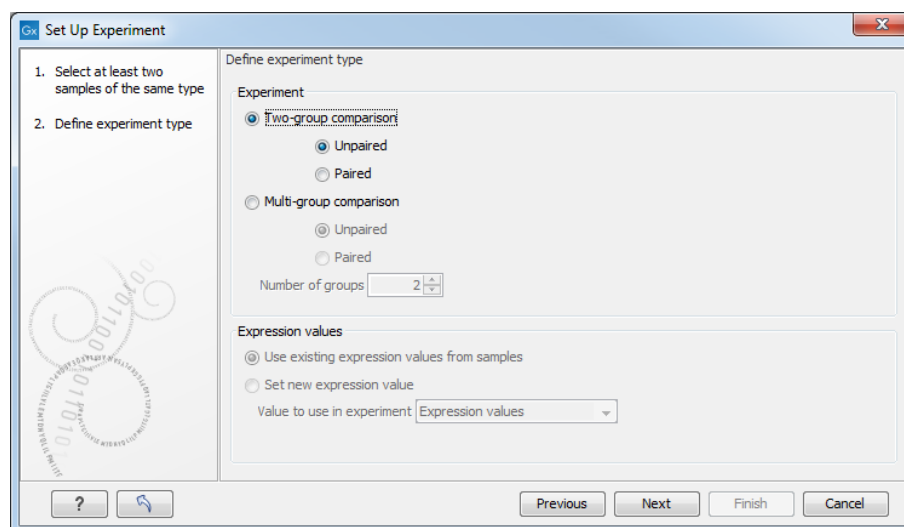 Gx Set Up Experiment
1. Select at least two
samples of the same type
2. Define experiment type
Define experiment type
Experiment
Two-group comparison
Unpaired
Paired
Multi-group comparison
Unpaired
Paired
Number of groups 2
Expression values
Use existing expression values from samples
Set new expression value
Value to use in experiment Expression values
? Previous Next Finish Cancel